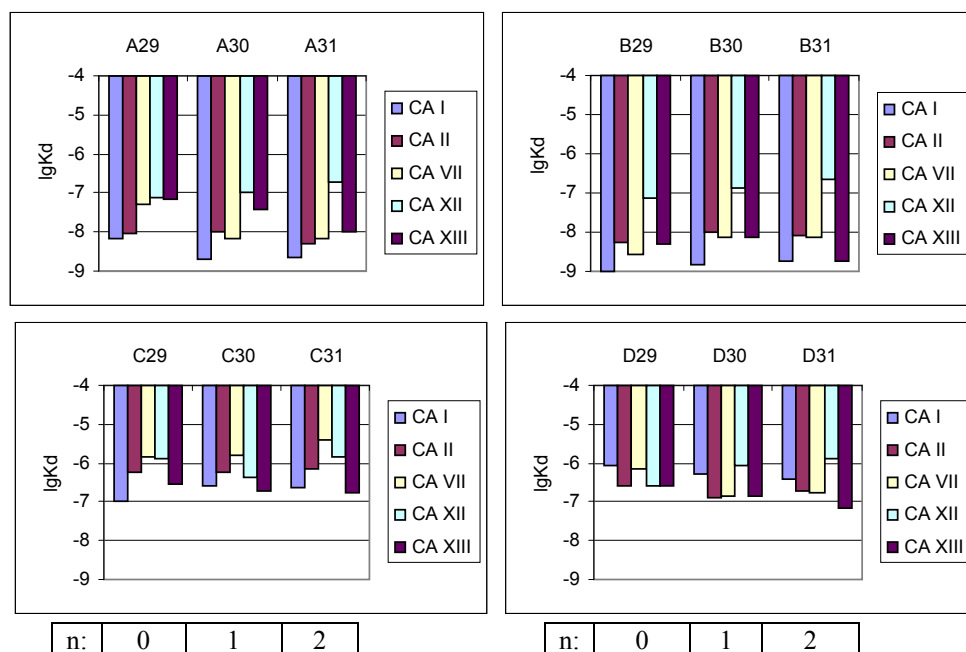 A29 A30 A31
-4
-5
-6
-7
-8
-9
lgKd
CA I
CA II
CA VII
CA XII
CA XIII
B29 B30 B31
-4
-5
-6
-7
-8
-9
lgKd
CA I
CA II
CA VII
CA XII
CA XIII
C29 C30 C31
-4
-5
-6
-7
-8
-9
lgKd
CA I
CA II
CA VII
CA XII
CA XIII
D29 D30 D31
-4
-5
-6
-7
-8
-9
lgKd
CA I
CA II
CA VII
CA XII
CA XIII
n: 0 1 2
n: 0 1 2